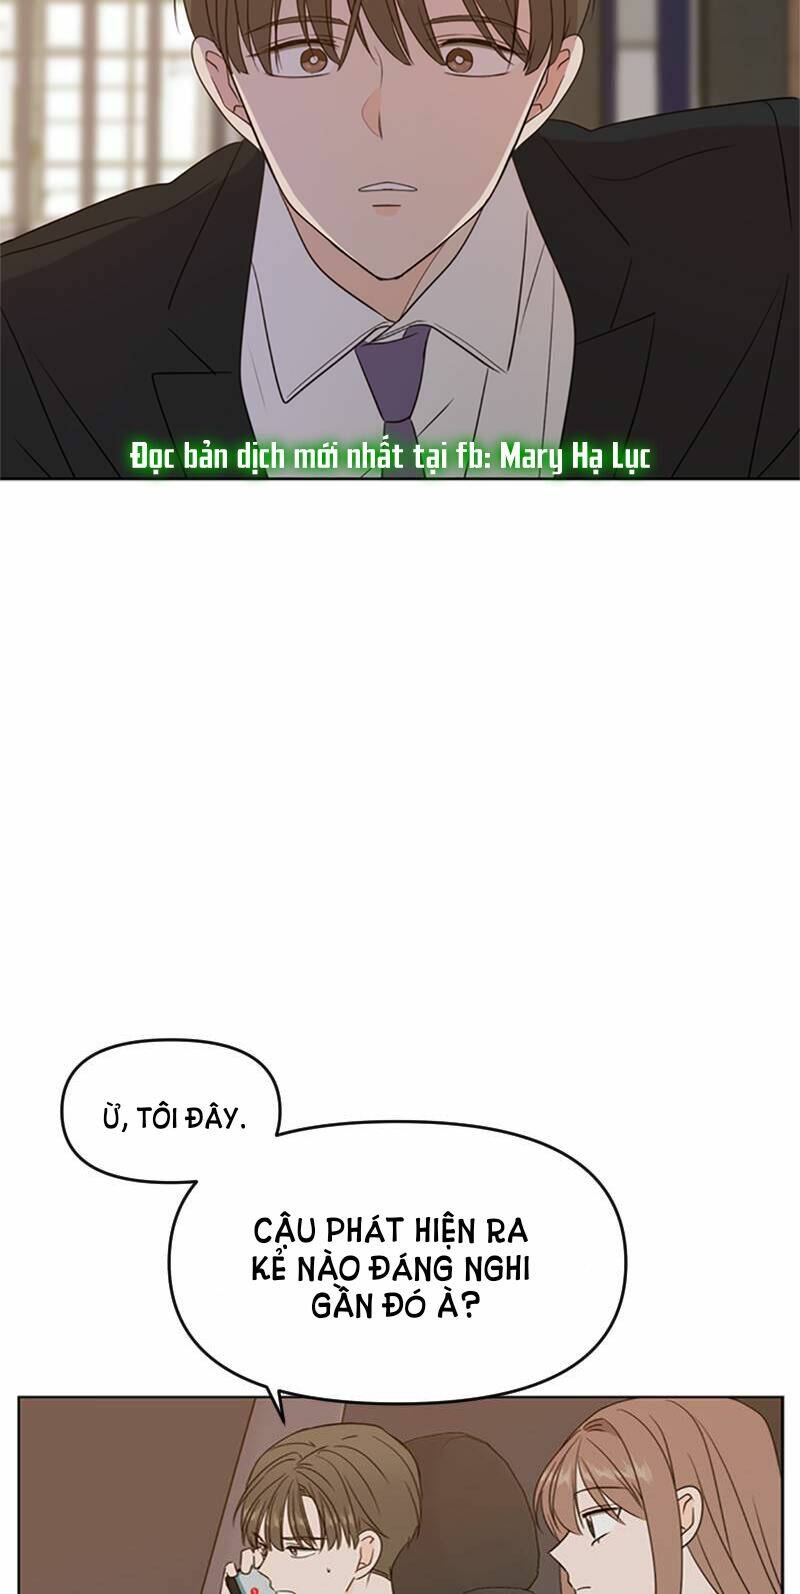 Đọc bản dịch mới nhất tại fb: Mary Hạ Lục
Ừ, TÔI ĐÂY.
CẬU PHÁT HIỆN RA
KẺ NÀO ĐÁNG NGHI
GẦN ĐÓ À?